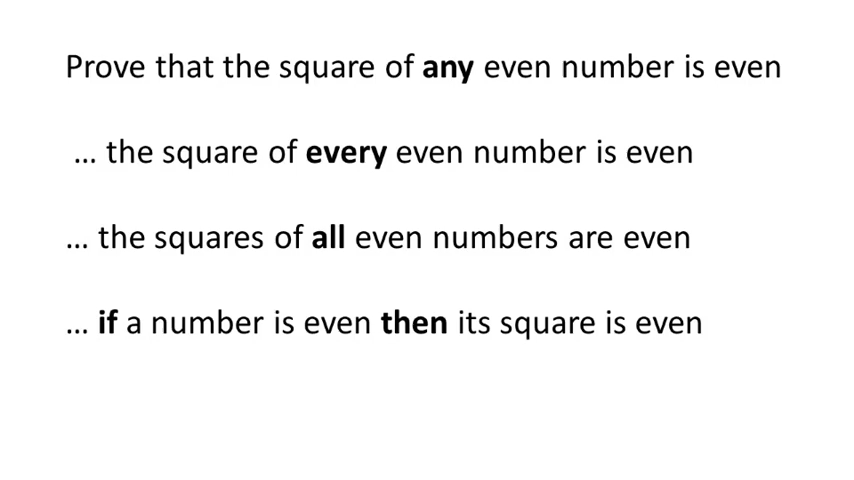 Prove that the square of any even number is even
… the square of every even number is even
… the squares of all even numbers are even
… if a number is even then its square is even